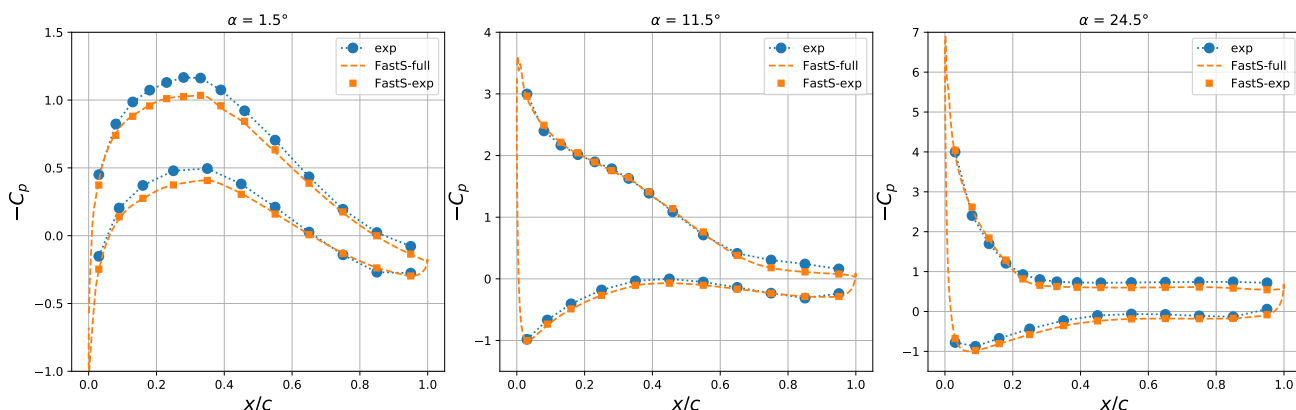 α = 1.5°
1.5
1.0
0.5
0.0
−0.5
−1.0
−Cp
0.0 0.2 0.4 0.6 0.8 1.0
x/c
exp
FastS-full
FastS-exp
α = 11.5°
4
3
2
1
0
−1
−Cp
0.0 0.2 0.4 0.6 0.8 1.0
x/c
exp
FastS-full
FastS-exp
α = 24.5°
7
6
5
4
3
2
1
0
−1
−Cp
0.0 0.2 0.4 0.6 0.8 1.0
x/c
exp
FastS-full
FastS-exp